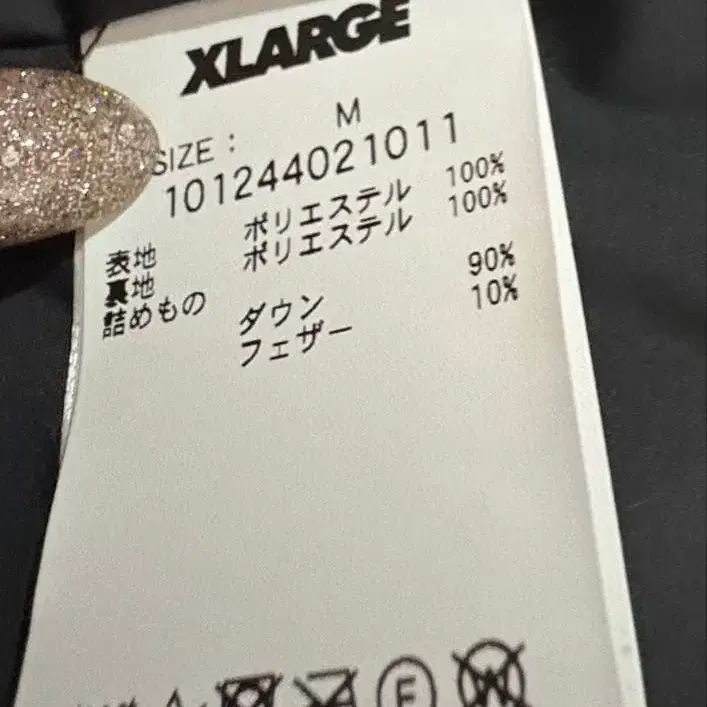 XLARGE
SIZE : M
101244021011
表地 ポリエステル 100%
裏地 ポリエステル 100%
詰めもの ダウン 90%
フェザー 10%
F
W